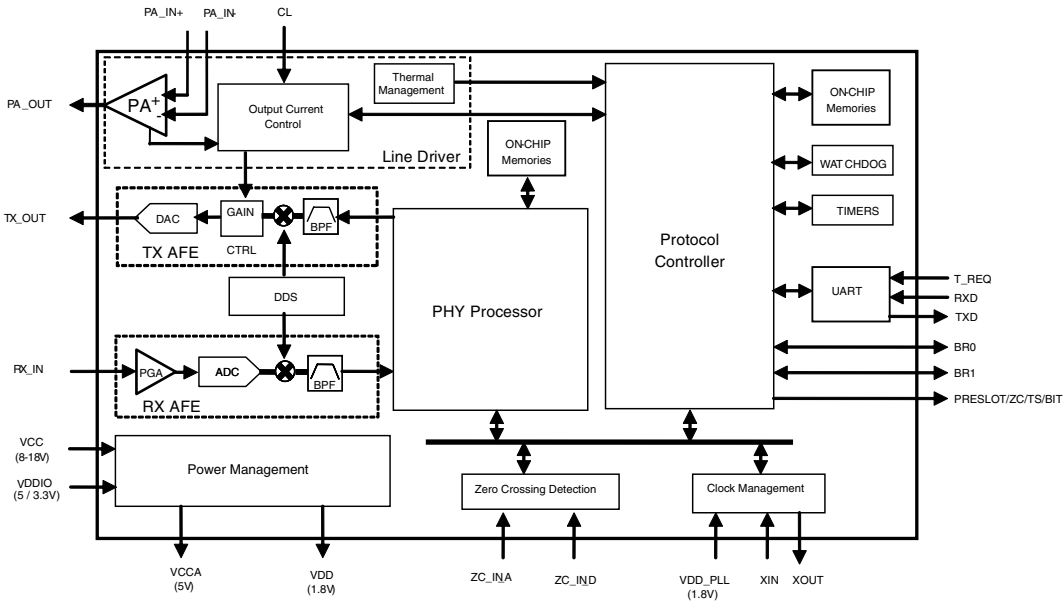 PA_IN+
PA_IN-
CL
PA_OUT
PA
+
-
Output Current
Control
Thermal
Management
Line Driver
ON-CHIP
Memories
ON-CHIP
Memories
WATCHDOG
TIMERS
Protocol
Controller
UART
T_REQ
RXD
TXD
BR0
BR1
PRESLOT/ZC/TS/BIT
TX_OUT
DAC
GAIN
CTRL
BPF
TX AFE
DDS
PHY Processor
RX_IN
PGA
ADC
BPF
RX AFE
VCC
(8-18V)
VDDIO
(5 / 3.3V)
Power Management
Zero Crossing Detection
Clock Management
VCCA
(5V)
VDD
(1.8V)
ZC_IN_A
ZC_IN_D
VDD_PLL
(1.8V)
XIN
XOUT